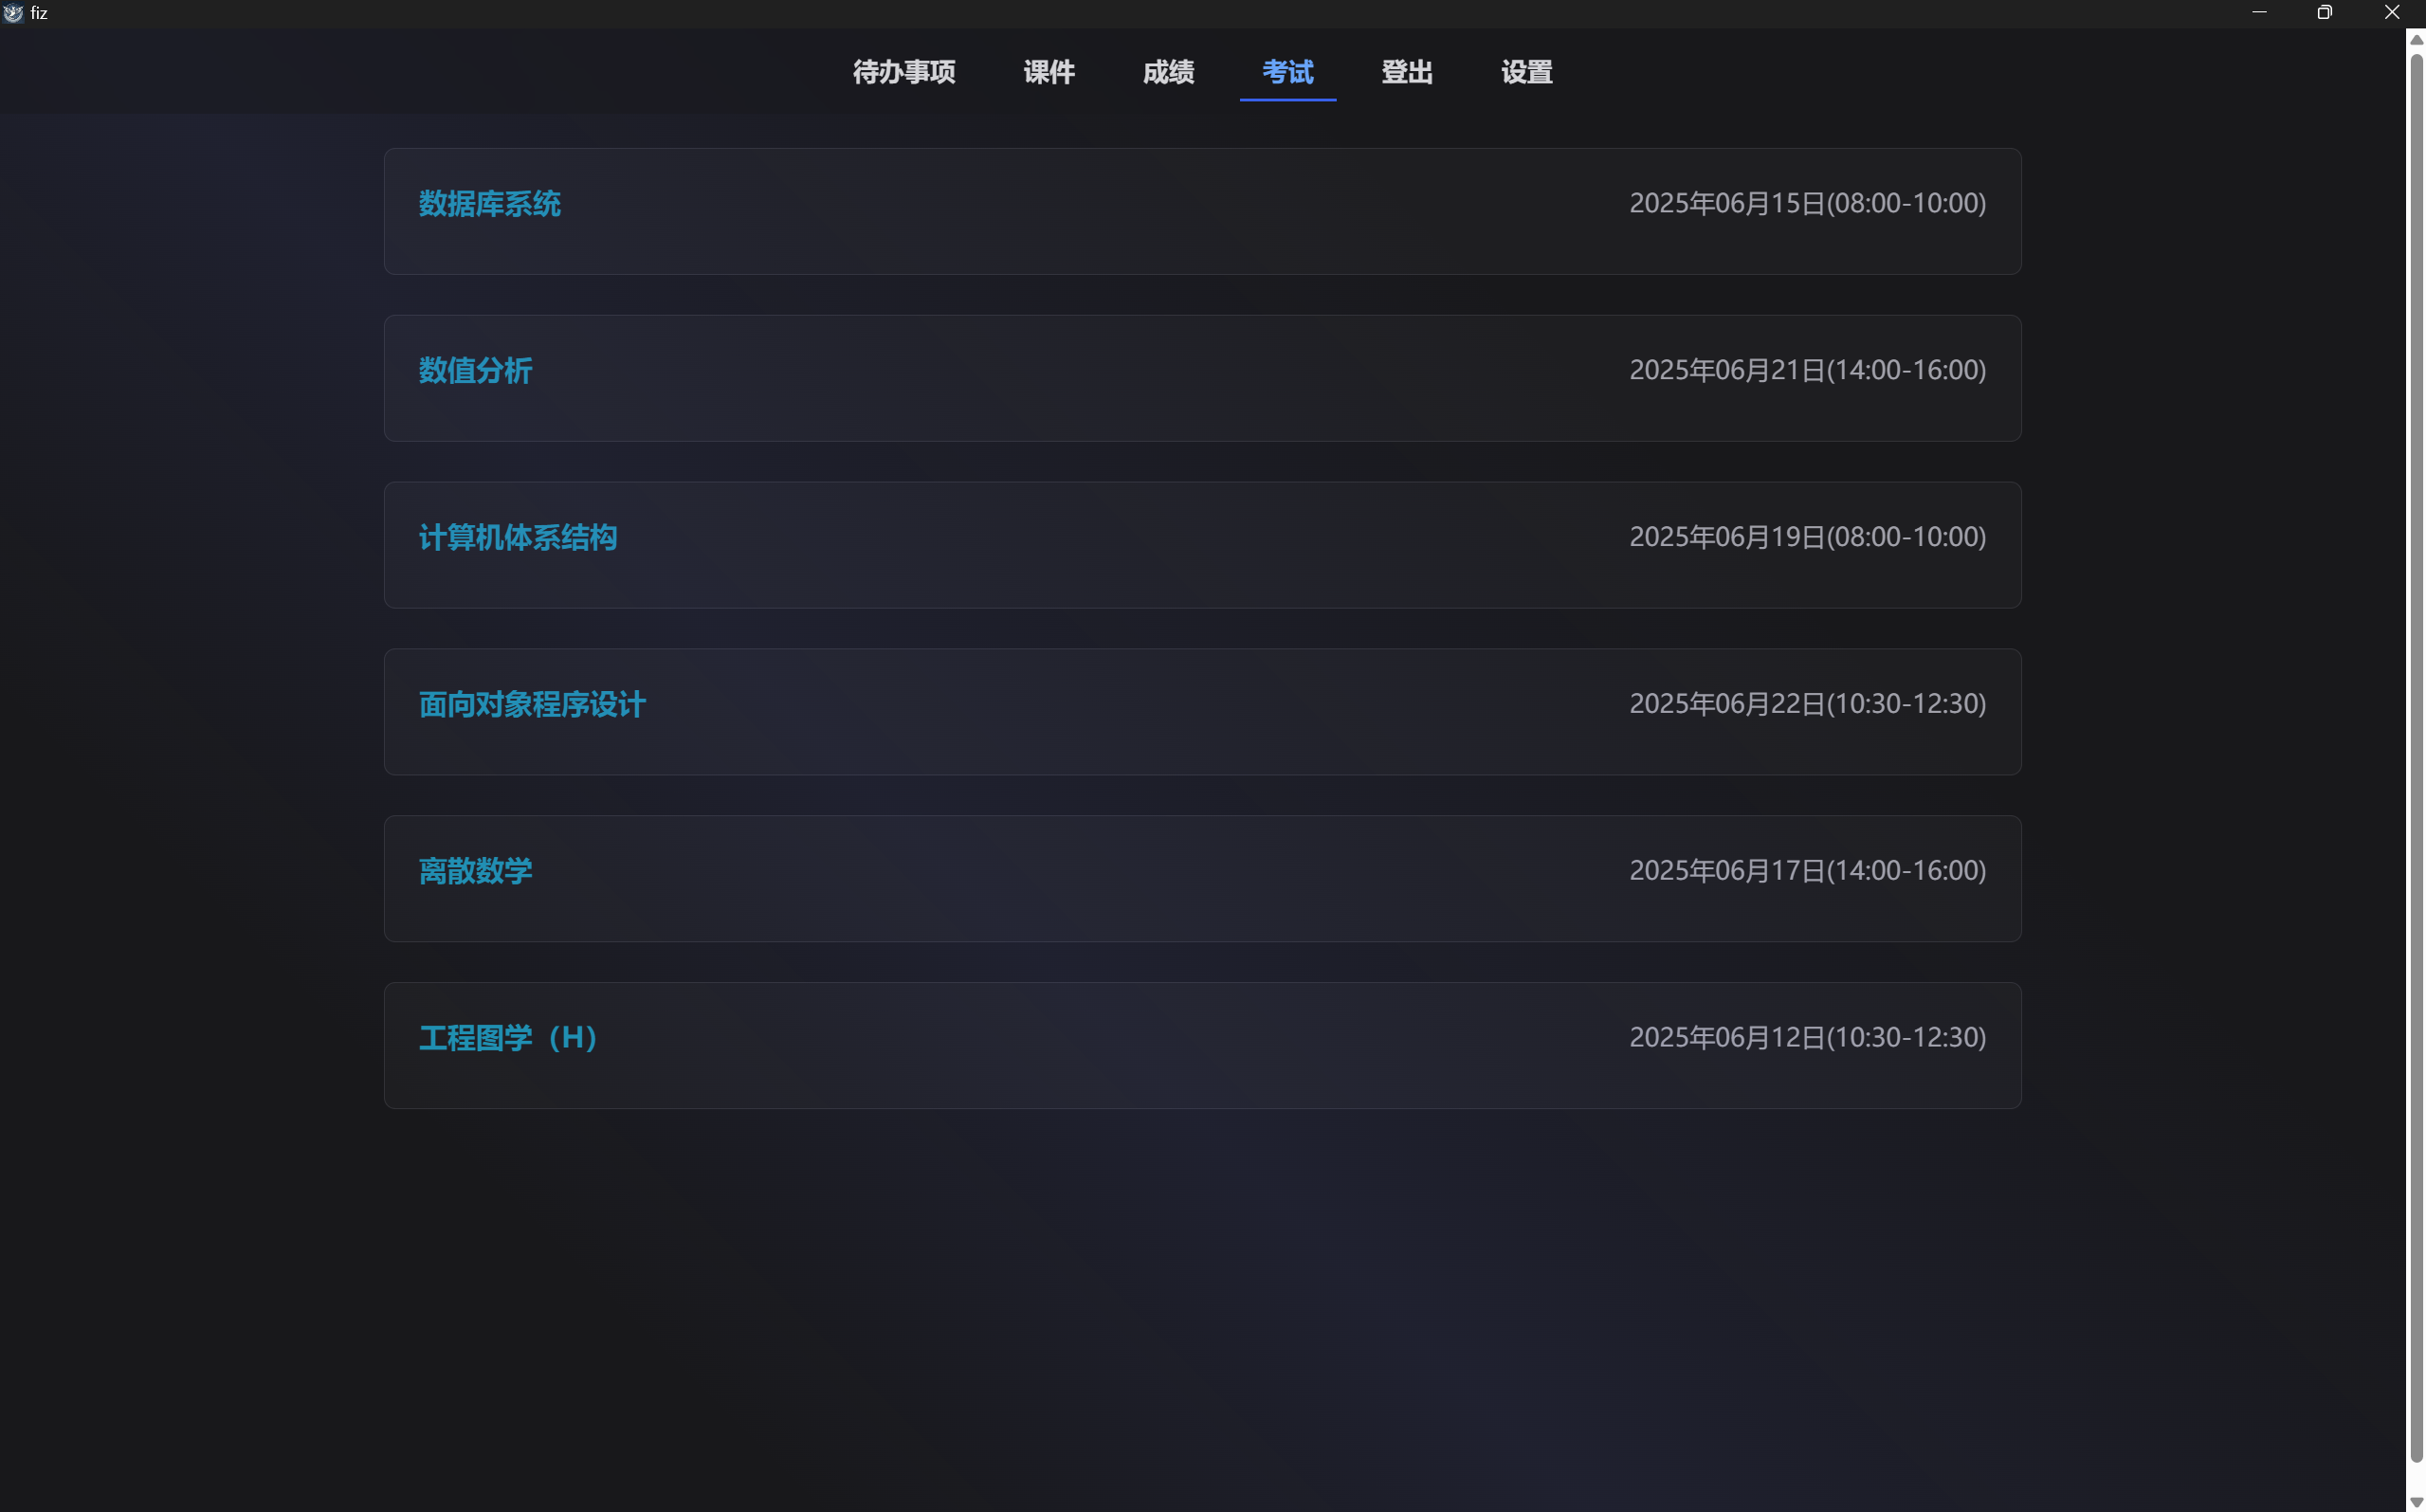 fiz
待办事项 课件 成绩 考试 登出 设置
数据库系统 2025年06月15日(08:00-10:00)
数值分析 2025年06月21日(14:00-16:00)
计算机体系结构 2025年06月19日(08:00-10:00)
面向对象程序设计 2025年06月22日(10:30-12:30)
离散数学 2025年06月17日(14:00-16:00)
工程图学（H） 2025年06月12日(10:30-12:30)